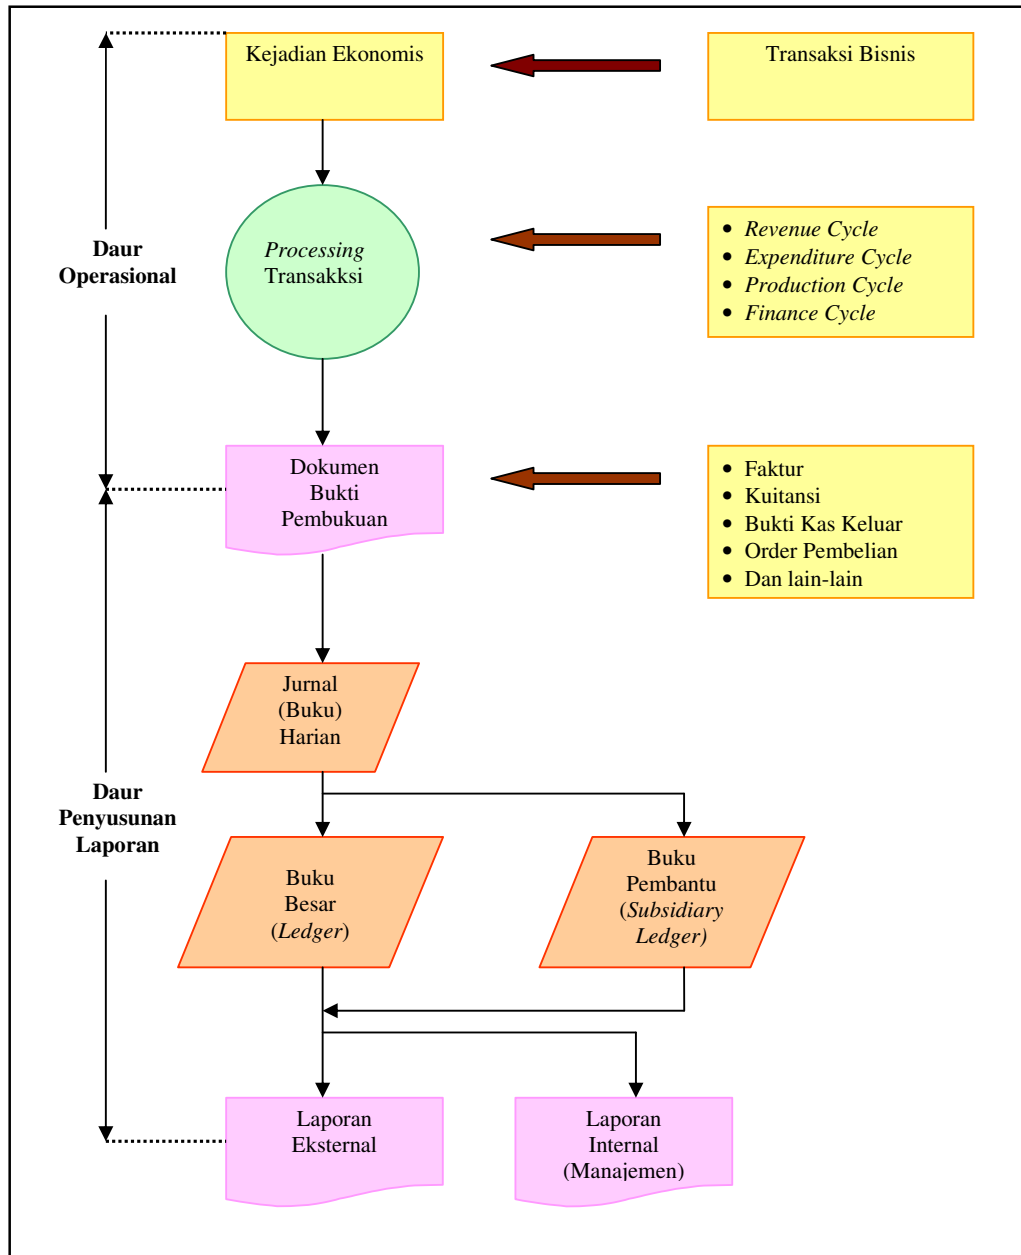 Kejadian Ekonomis
Transaksi Bisnis
Daur
Operasional
Processing
Transakksi
• Revenue Cycle
• Expenditure Cycle
• Production Cycle
• Finance Cycle
Dokumen
Bukti
Pembukuan
• Faktur
• Kuitansi
• Bukti Kas Keluar
• Order Pembelian
• Dan lain-lain
Jurnal
(Buku)
Harian
Daur
Penyusunan
Laporan
Buku
Besar
(Ledger)
Buku
Pembantu
(Subsidiary
Ledger)
Laporan
Eksternal
Laporan
Internal
(Manajemen)